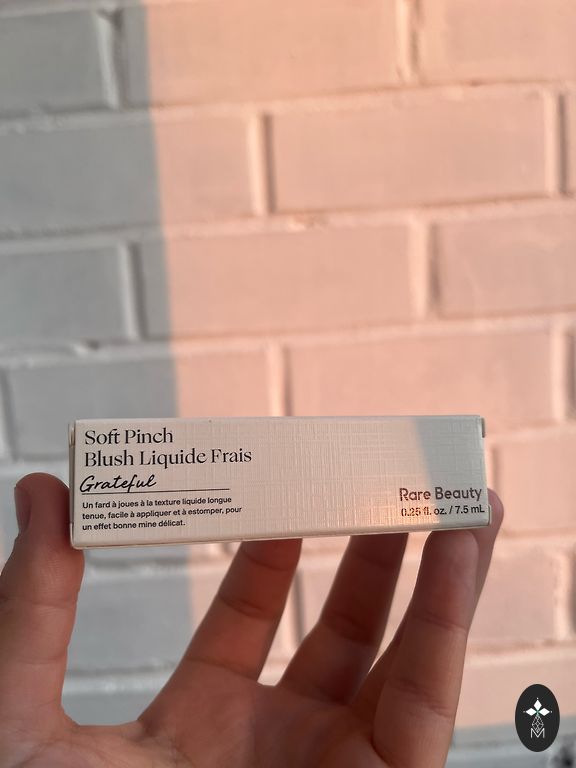 Soft Pinch
Blush Liquide Frais
Grateful
Un fard à joues à la texture liquide longue
tenue, facile à appliquer et à estomper, pour
un effet bonne mine délicat.
Rare Beauty
0.25 fl. oz. / 7.5 mL
M